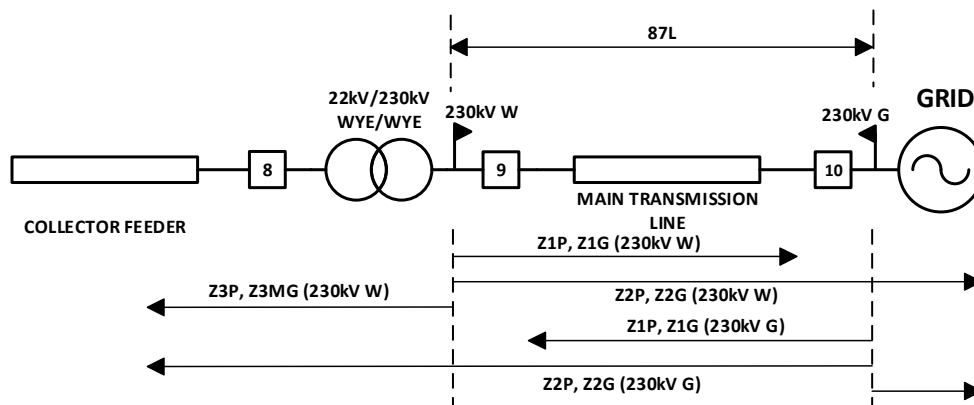 87L
22kV/230kV
WYE/WYE
230kV W
230kV G
GRID
8
9
10
COLLECTOR FEEDER
MAIN TRANSMISSION
LINE
Z1P, Z1G (230kV W)
Z3P, Z3MG (230kV W)
Z2P, Z2G (230kV W)
Z1P, Z1G (230kV G)
Z2P, Z2G (230kV G)